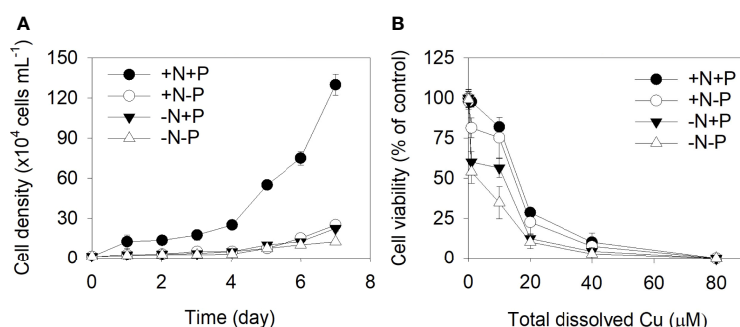 A
Cell density (x10⁴ cells mL⁻¹)
150
120
90
60
30
0
+N+P
+N-P
-N+P
-N-P
0 2 4 6 8
Time (day)
B
Cell viability (% of control)
125
100
75
50
25
0
+N+P
+N-P
-N+P
-N-P
0 20 40 60 80
Total dissolved Cu (μM)